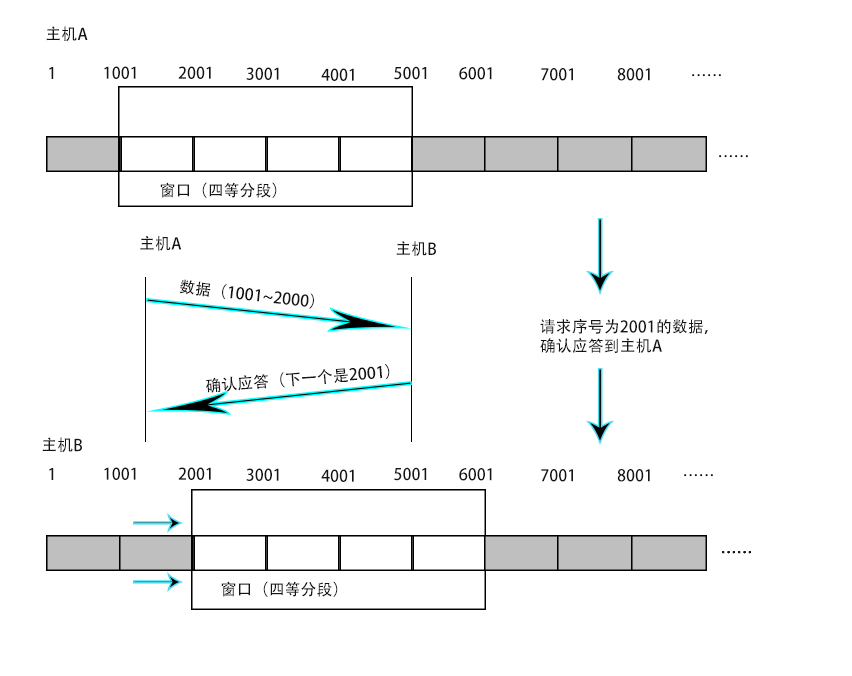 主机A
1 1001 2001 3001 4001 5001 6001 7001 8001 ······
······
窗口（四等分段）
主机A 主机B
数据（1001~2000）
请求序号为2001的数据，
确认应答到主机A
确认应答（下一个是2001）
主机B
1 1001 2001 3001 4001 5001 6001 7001 8001 ······
······
窗口（四等分段）